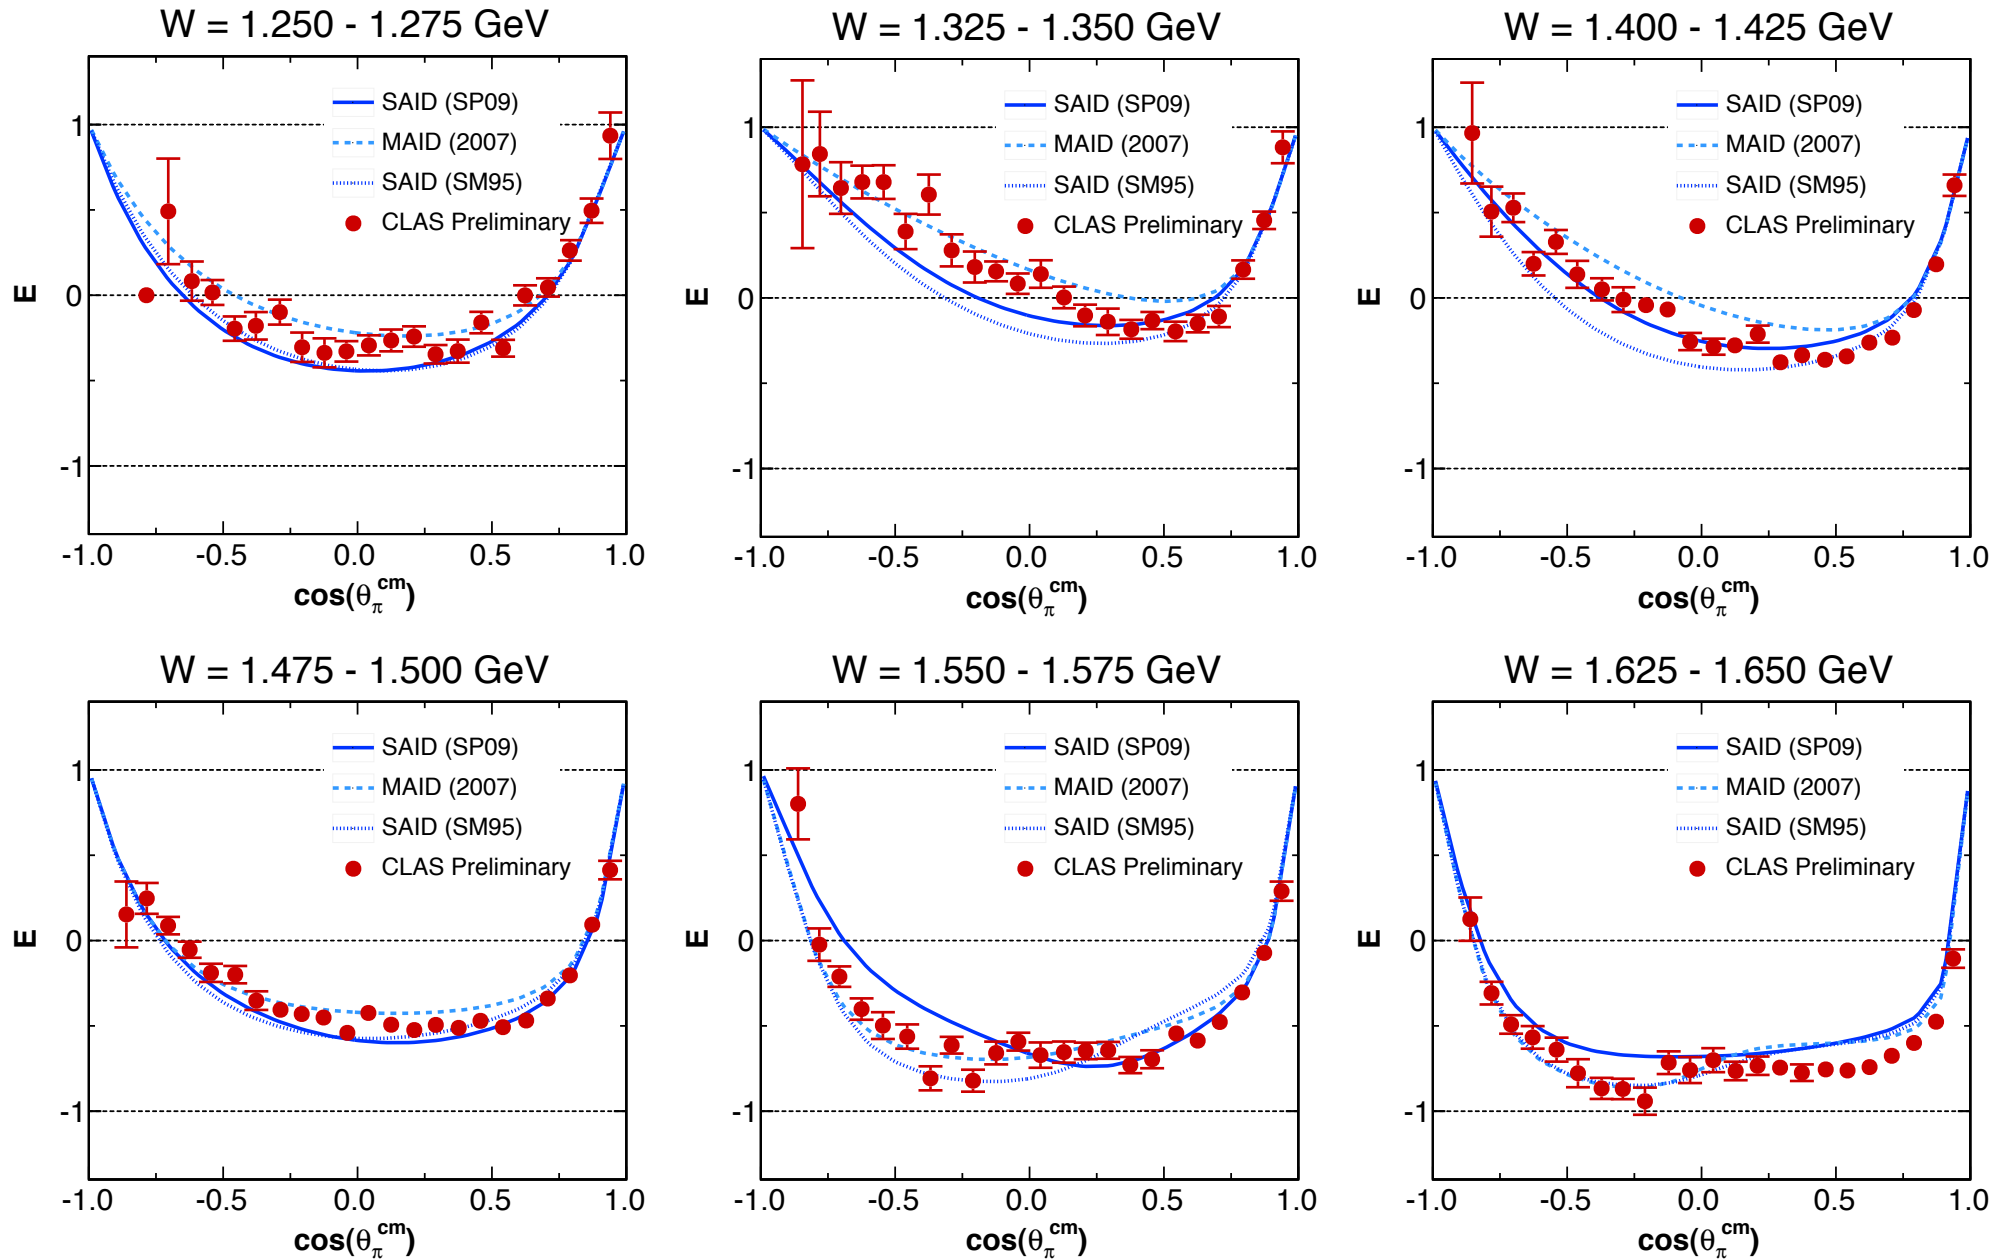 W = 1.250 - 1.275 GeV
SAID (SP09)
MAID (2007)
SAID (SM95)
CLAS Preliminary
E
1
0
-1
-1.0 -0.5 0.0 0.5 1.0
cos(θπcm)
W = 1.325 - 1.350 GeV
SAID (SP09)
MAID (2007)
SAID (SM95)
CLAS Preliminary
E
1
0
-1
-1.0 -0.5 0.0 0.5 1.0
cos(θπcm)
W = 1.400 - 1.425 GeV
SAID (SP09)
MAID (2007)
SAID (SM95)
CLAS Preliminary
E
1
0
-1
-1.0 -0.5 0.0 0.5 1.0
cos(θπcm)
W = 1.475 - 1.500 GeV
SAID (SP09)
MAID (2007)
SAID (SM95)
CLAS Preliminary
E
1
0
-1
-1.0 -0.5 0.0 0.5 1.0
cos(θπcm)
W = 1.550 - 1.575 GeV
SAID (SP09)
MAID (2007)
SAID (SM95)
CLAS Preliminary
E
1
0
-1
-1.0 -0.5 0.0 0.5 1.0
cos(θπcm)
W = 1.625 - 1.650 GeV
SAID (SP09)
MAID (2007)
SAID (SM95)
CLAS Preliminary
E
1
0
-1
-1.0 -0.5 0.0 0.5 1.0
cos(θπcm)